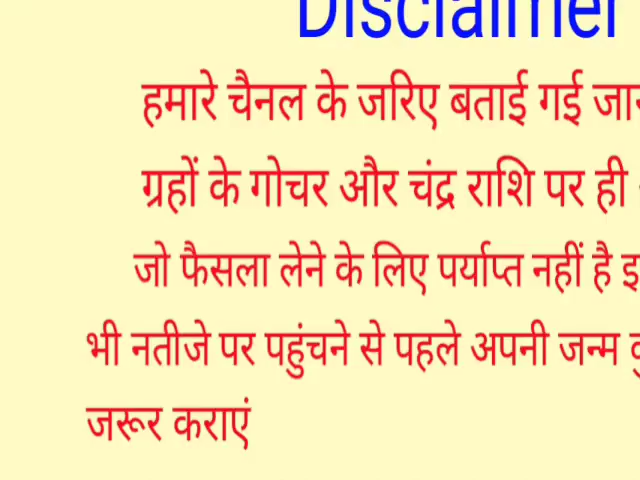 Disclaimer
हमारे चैनल के जरिए बताई गई
ग्रहों के गोचर और चंद्र राशि पर ही
जो फैसला लेने के लिए पर्याप्त नहीं है
भी नतीजे पर पहुंचने से पहले अपनी जन्म
जरूर कराएं